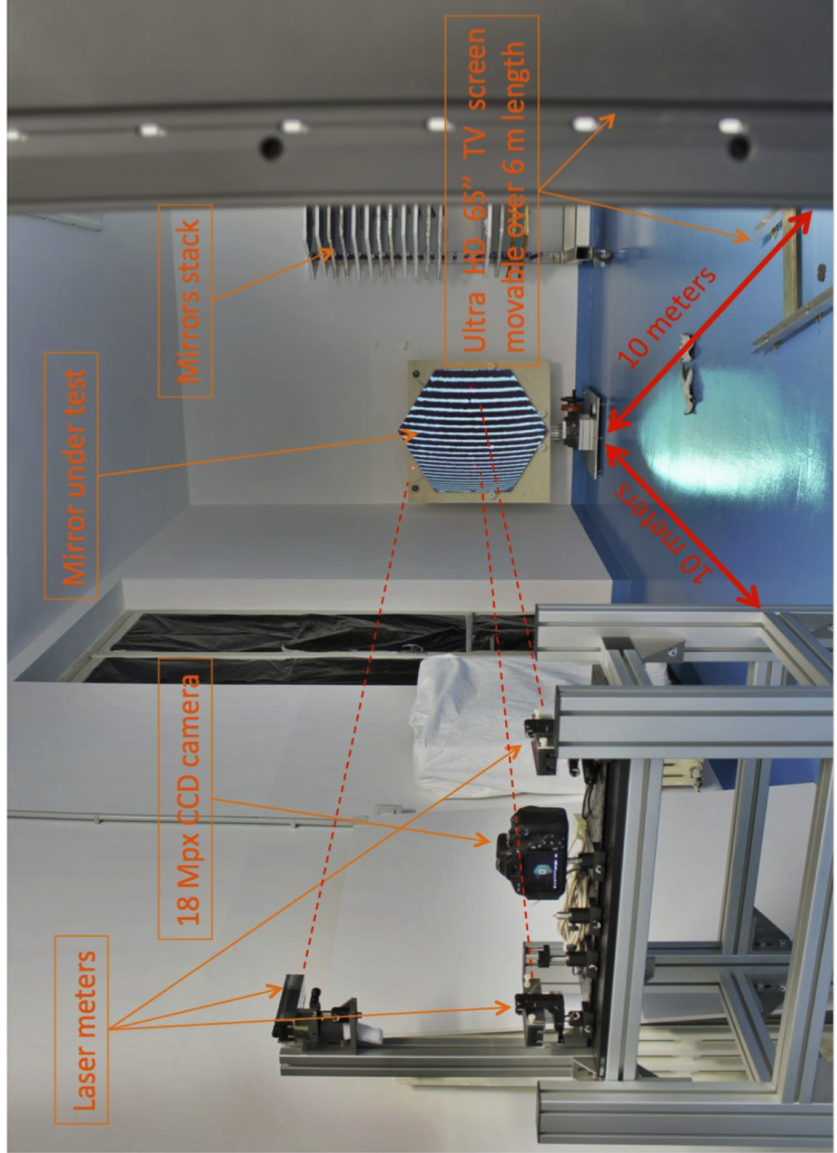 Laser meters
18 Mpx CCD camera
Mirror under test
Mirrors stack
Ultra HD 65” TV screen
movable over 6 m length
10 meters
10 meters